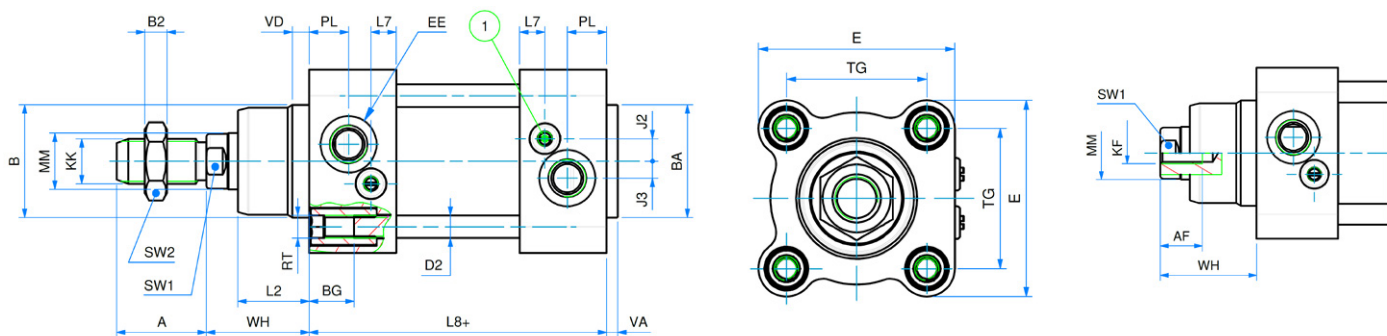 B2
VD
PL
L7
EE
1
L7
PL
B
MM
KK
J2
J3
BA
SW2
SW1
RT
D2
L2
BG
A
WH
L8+
VA
E
TG
TG
E
SW1
MM
KF
AF
WH